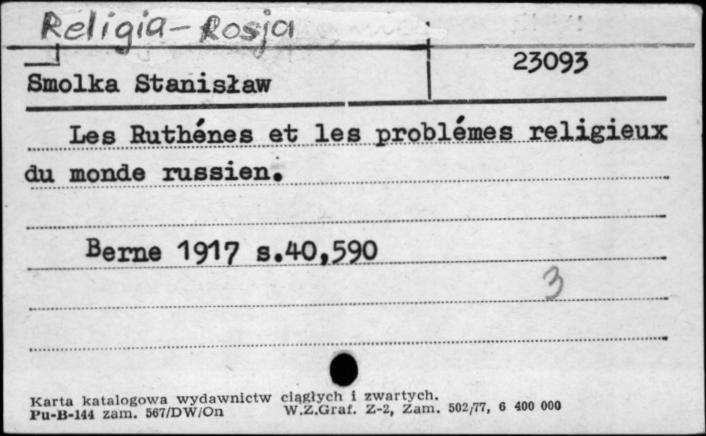 Religia - Rosja
23093
Smolka Stanisław
Les Ruthénes et les problémes religieux
du monde russien.
Berne 1917 s.40,590
3
Karta katalogowa wydawnictw ciągłych i zwartych.
Pu-B-144 zam. 567/DW/On W.Z.Graf. Z-2, Zam. 502/77, 6 400 000